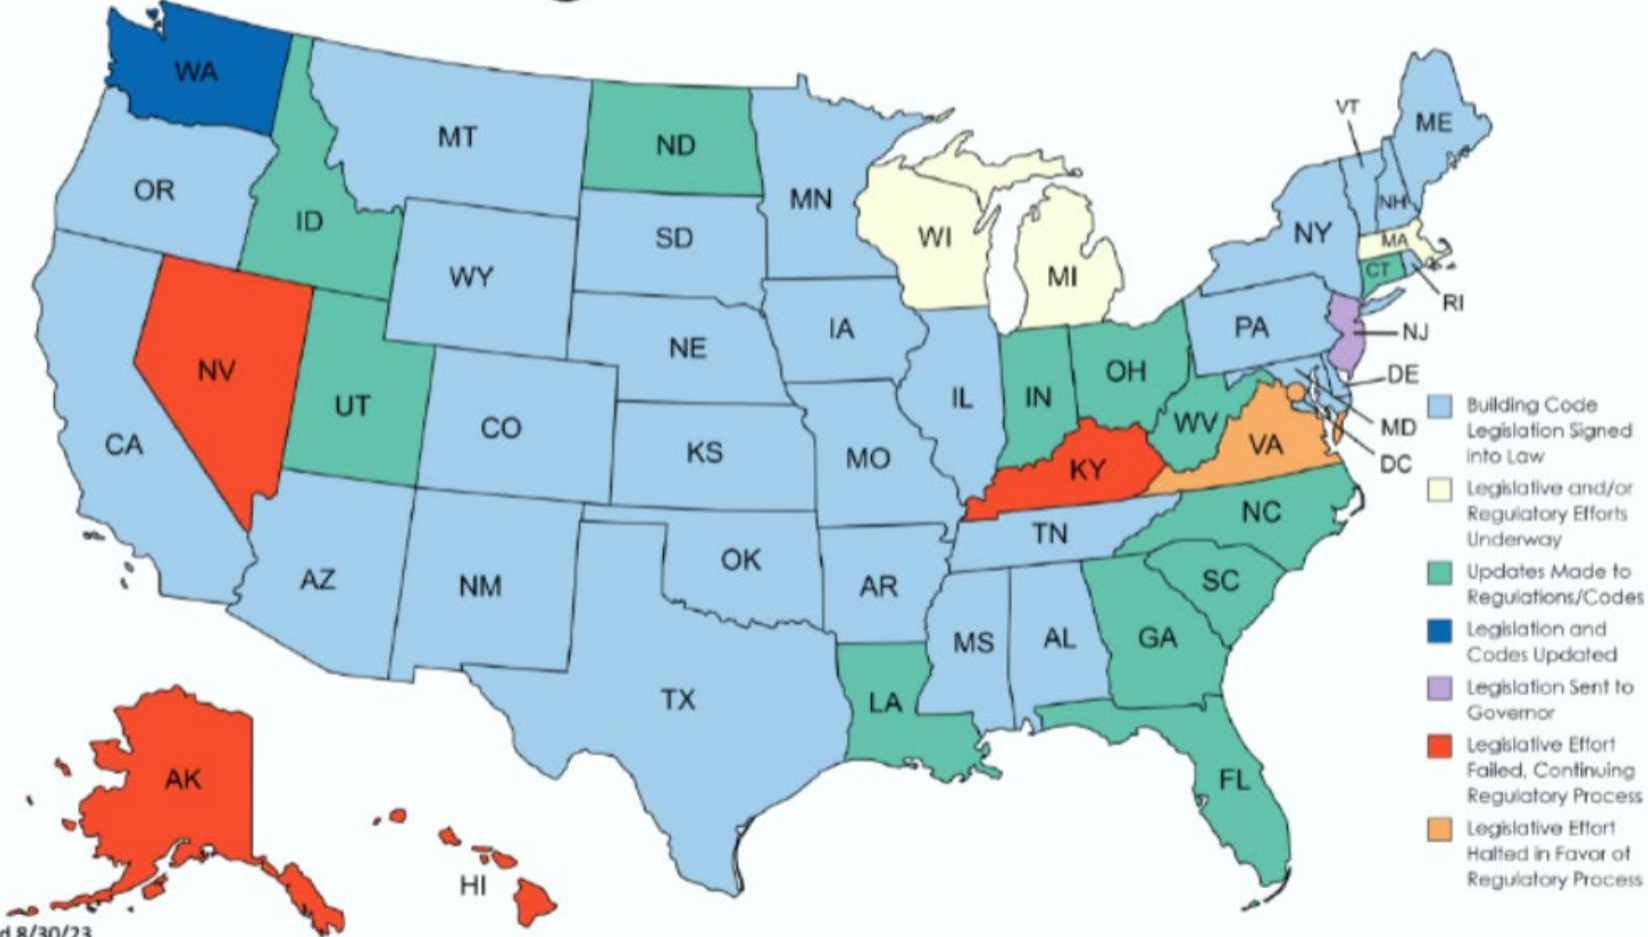 WA
MT
ND
MN
VT
ME
OR
ID
SD
WI
MI
NY
NH
MA
CT
RI
WY
IA
PA
NJ
NV
NE
UT
CO
IL
IN
OH
DE
CA
KS
MO
WV
VA
MD
KY
DC
AZ
NM
OK
AR
TN
NC
SC
MS
AL
GA
TX
LA
FL
AK
HI
Building Code
Legislation Signed
into Law
Legislative and/or
Regulatory Efforts
Underway
Updates Made to
Regulations/Codes
Legislation and
Codes Updated
Legislation Sent to
Governor
Legislative Effort
Failed, Continuing
Regulatory Process
Legislative Effort
Halted in Favor of
Regulatory Process
d 8/30/23